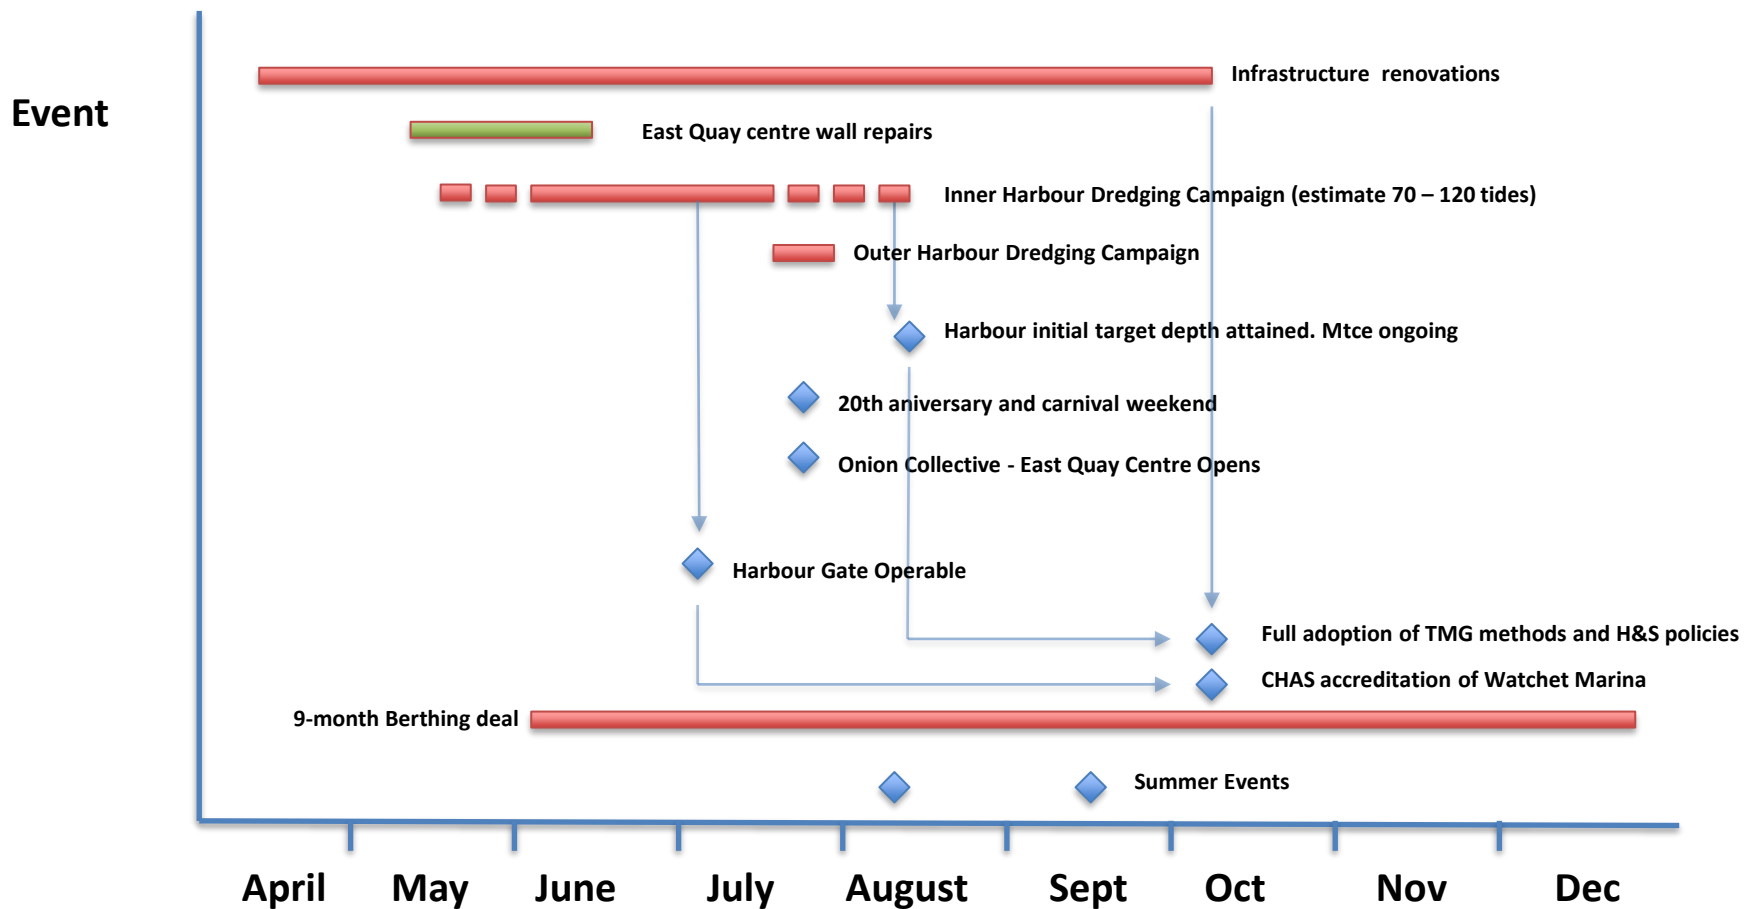 Infrastructure renovations
Event
East Quay centre wall repairs
Inner Harbour Dredging Campaign (estimate 70 – 120 tides)
Outer Harbour Dredging Campaign
Harbour initial target depth attained. Mtce ongoing
20th aniversary and carnival weekend
Onion Collective - East Quay Centre Opens
Harbour Gate Operable
Full adoption of TMG methods and H&S policies
CHAS accreditation of Watchet Marina
9-month Berthing deal
Summer Events
April May June July August Sept Oct Nov Dec